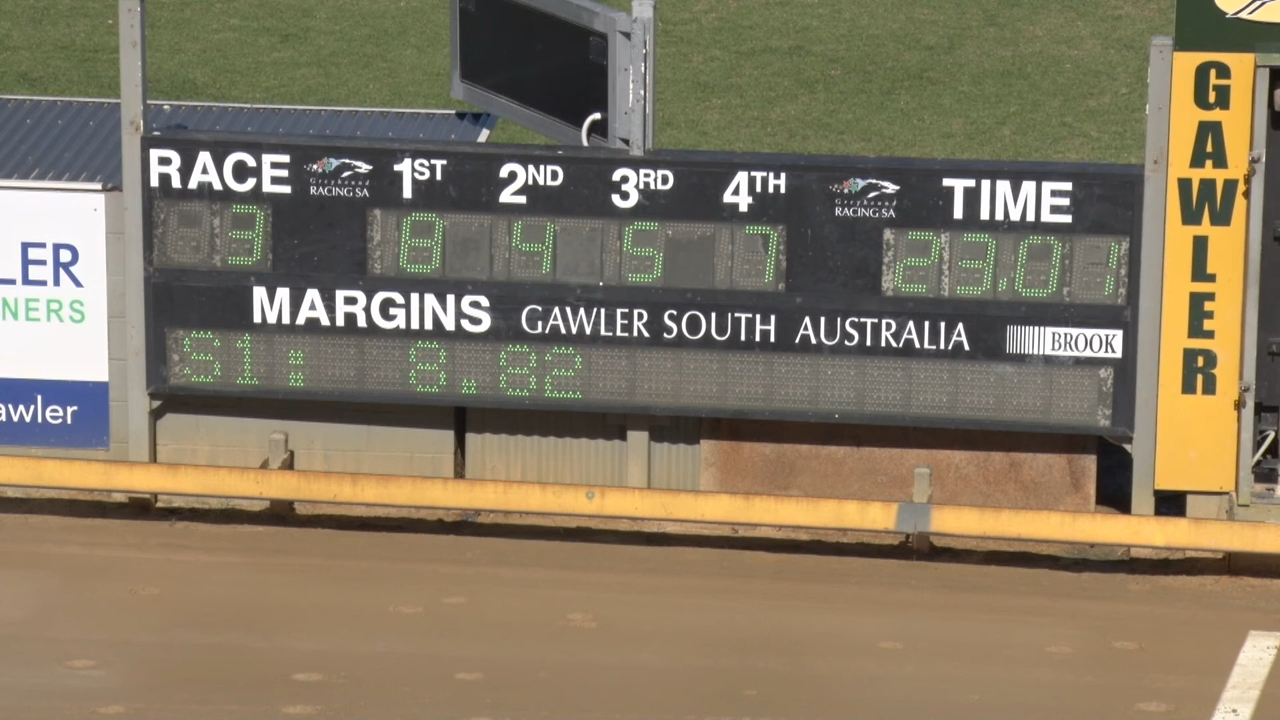 RACE Greyhound RACING SA 1ST 2ND 3RD 4TH Greyhound RACING SA TIME
3 8 4 5 7 23.01
MARGINS GAWLER SOUTH AUSTRALIA BROOK
S1: 8.82
GAWLER
LER
NERS
awler